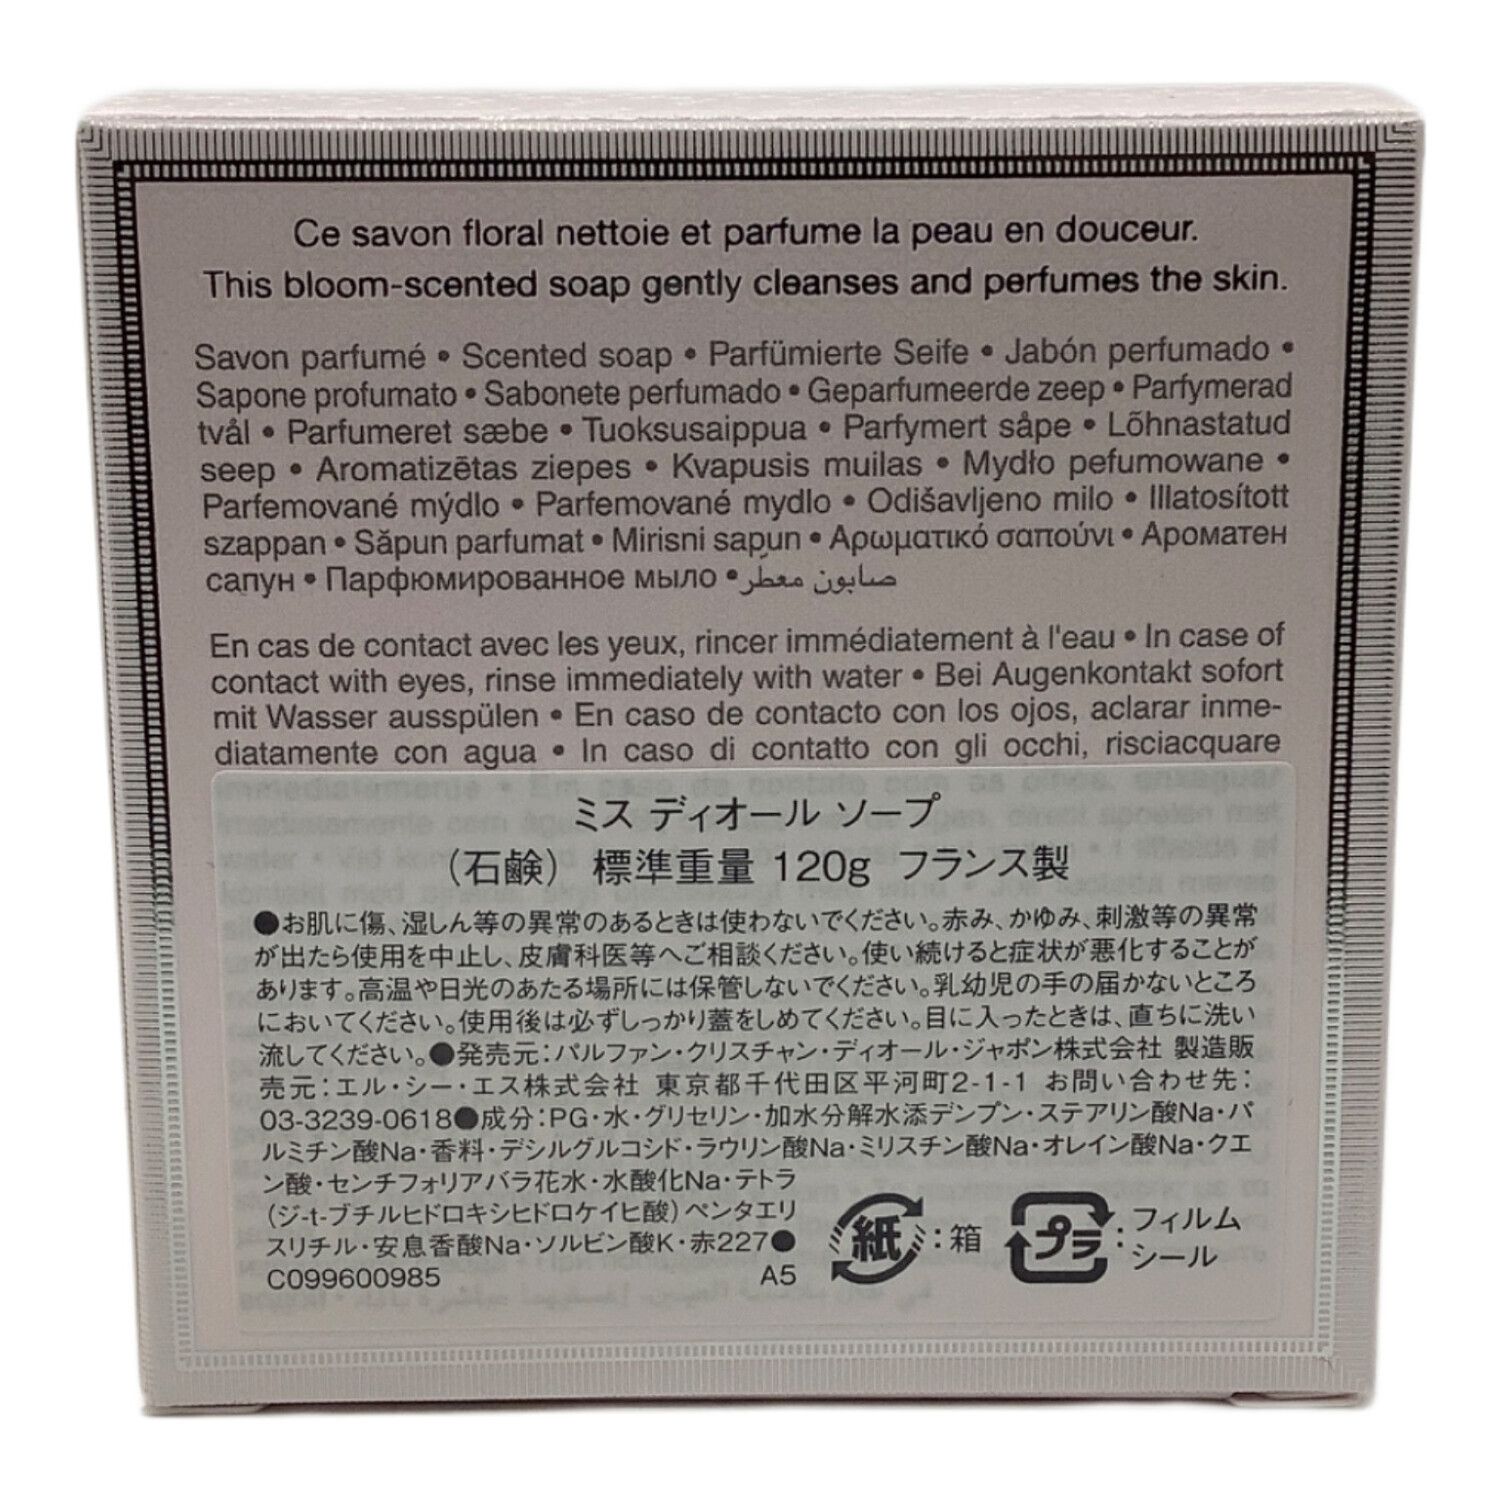 Ce savon floral nettoie et parfume la peau en douceur.
This bloom-scented soap gently cleanses and perfumes the skin.
Savon parfumé • Scented soap • Parfümierte Seife • Jabón perfumado •
Sapone profumato • Sabonete perfumado • Geparfumeerde zeep • Parfymerad
tvål • Parfumeret sæbe • Tuoksusaippua • Parfymert såpe • Lõhnastatud
seep • Aromatizētas ziepes • Kvapusis muilas • Mydło pefumowane •
Parfemované mýdlo • Parfemované mydlo • Odišavljeno milo • Illatosított
szappan • Săpun parfumat • Mirisni sapun • Αρωματικό σαπούνι • Ароматен
сапун • Парфюмированное мыло • صابون معطّر
En cas de contact avec les yeux, rincer immédiatement à l'eau • In case of
contact with eyes, rinse immediately with water • Bei Augenkontakt sofort
mit Wasser ausspülen • En caso de contacto con los ojos, aclarar inme-
diatamente con agua • In caso di contatto con gli occhi, risciacquare
ミス ディオール ソープ
(石鹸) 標準重量 120g フランス製
●お肌に傷、湿しん等の異常のあるときは使わないでください。赤み、かゆみ、刺激等の異常
が出たら使用を中止し、皮膚科医等へご相談ください。使い続けると症状が悪化することが
あります。高温や日光のあたる場所には保管しないでください。乳幼児の手の届かないところ
においてください。使用後は必ずしっかり蓋をしめてください。目に入ったときは、直ちに洗い
流してください。●発売元：パルファン・クリスチャン・ディオール・ジャポン株式会社 製造販
売元：エル・シー・エス株式会社 東京都千代田区平河町2-1-1 お問い合わせ先：
03-3239-0618●成分：PG・水・グリセリン・加水分解水添デンプン・ステアリン酸Na・パ
ルミチン酸Na・香料・デシルグルコシド・ラウリン酸Na・ミリスチン酸Na・オレイン酸Na・クエ
ン酸・センチフォリアバラ花水・水酸化Na・テトラ
(ジ-t-ブチルヒドロキシヒドロケイヒ酸)ペンタエリ
スリチル・安息香酸Na・ソルビン酸K・赤227●
C099600985 A5
紙：箱 プラ：フィルム
シール